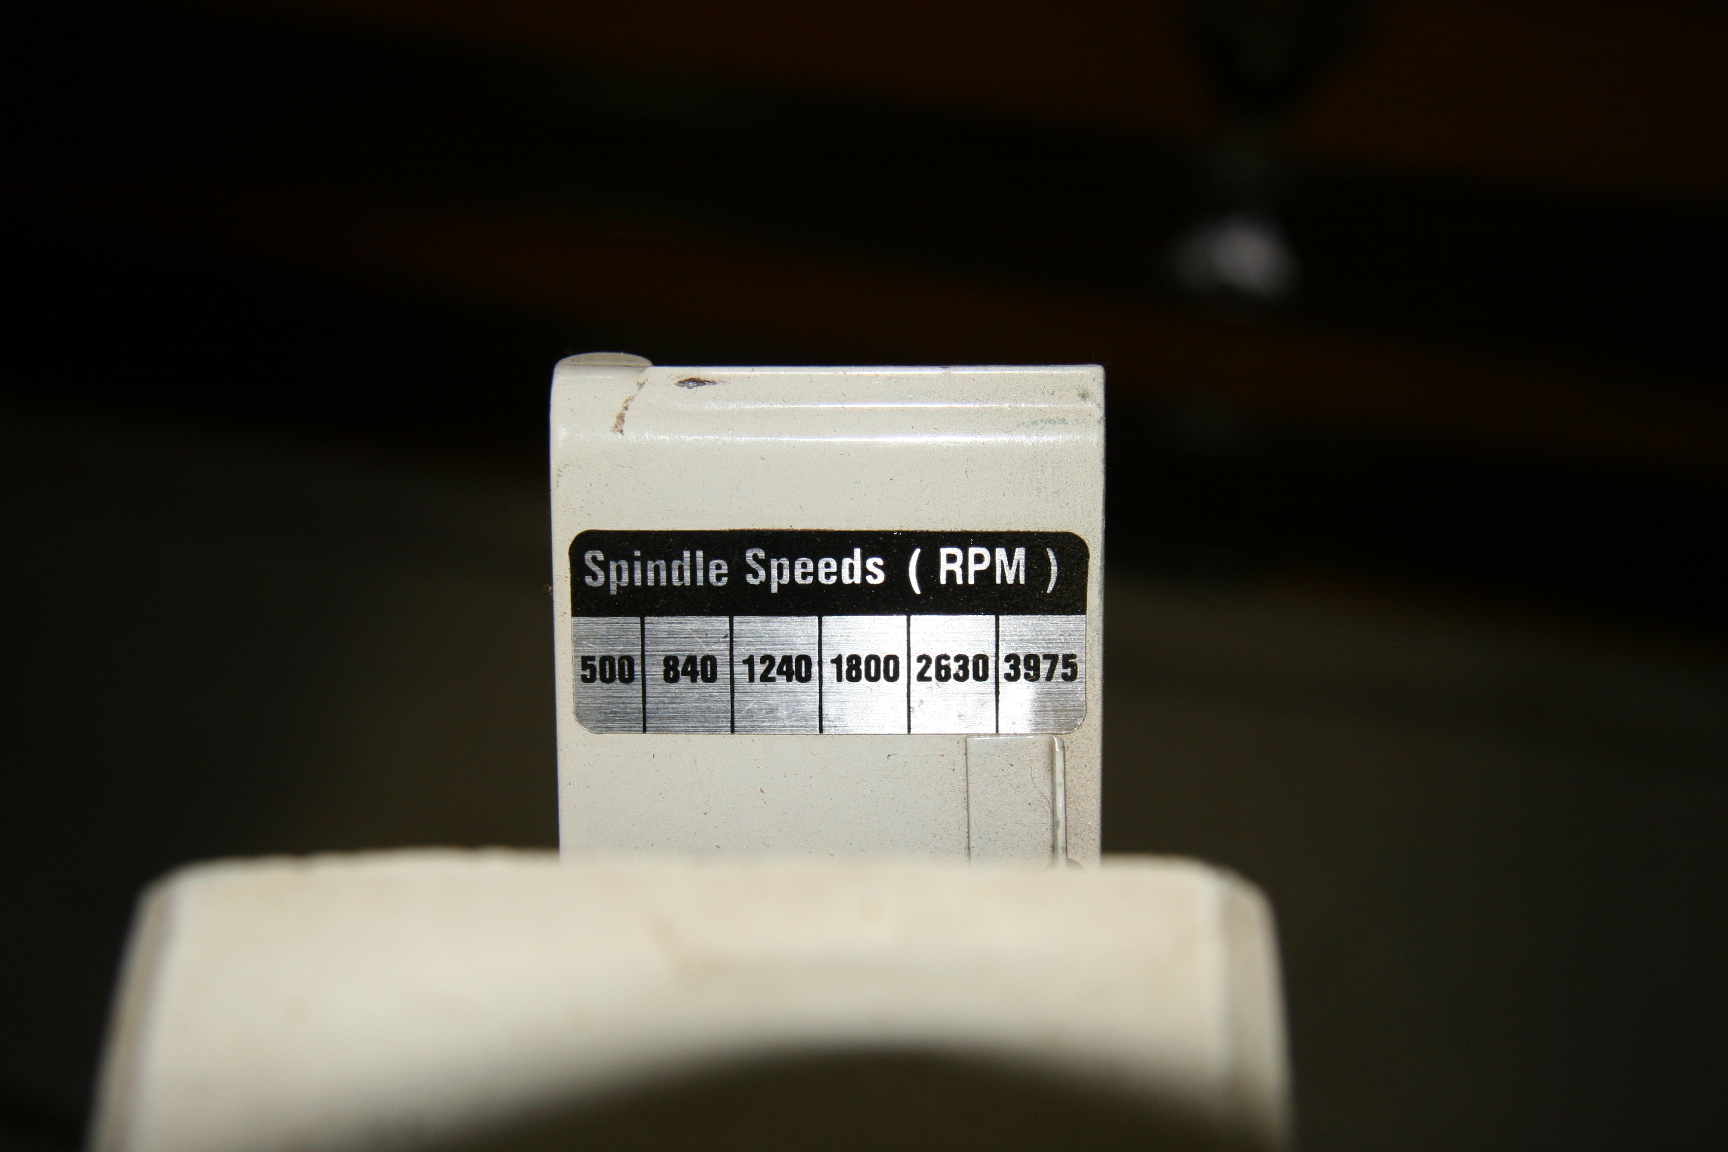 Spindle Speeds ( RPM )
500 840 1240 1800 2630 3975